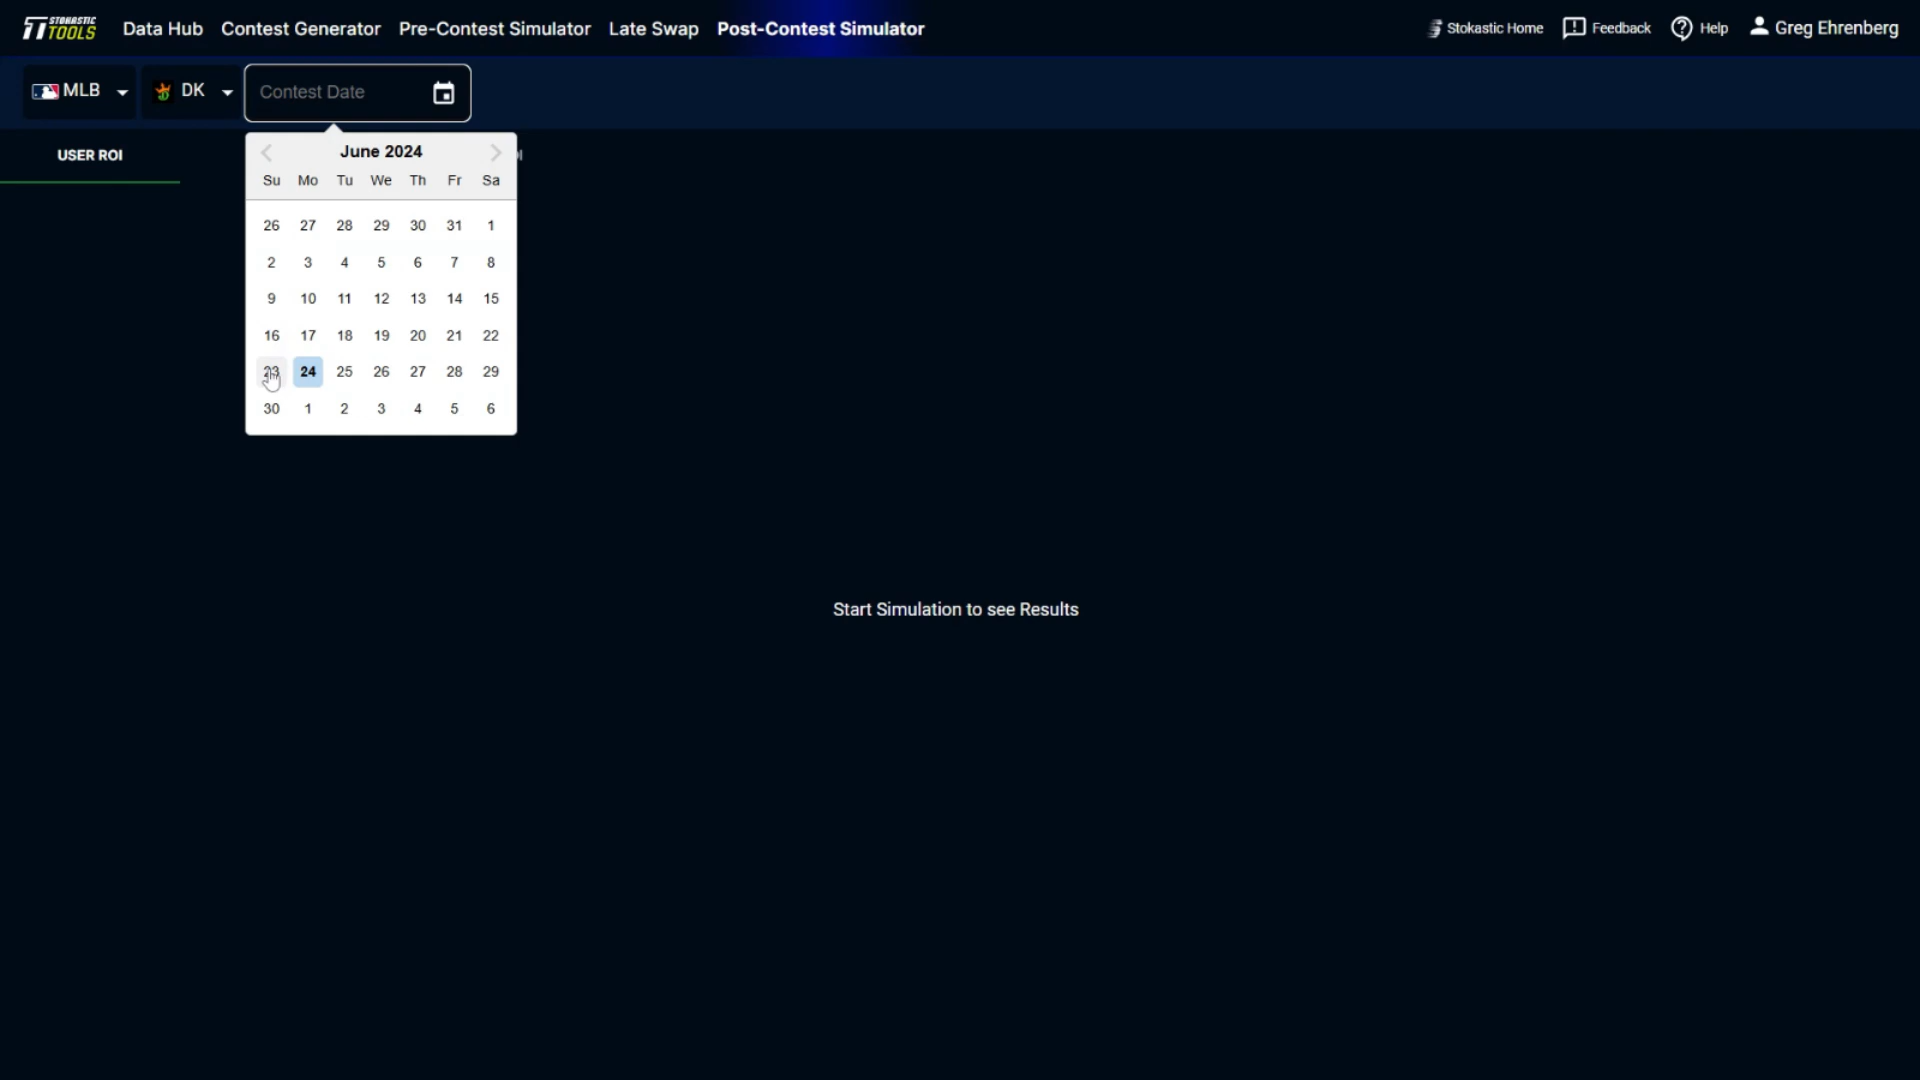 STOKASTIC
TOOLS
Data Hub
Contest Generator
Pre-Contest Simulator
Late Swap
Post-Contest Simulator
Stokastic Home
Feedback
Help
Greg Ehrenberg
MLB
DK
Contest Date
USER ROI
June 2024
Su Mo Tu We Th Fr Sa
26 27 28 29 30 31 1
2 3 4 5 6 7 8
9 10 11 12 13 14 15
16 17 18 19 20 21 22
23 24 25 26 27 28 29
30 1 2 3 4 5 6
Start Simulation to see Results